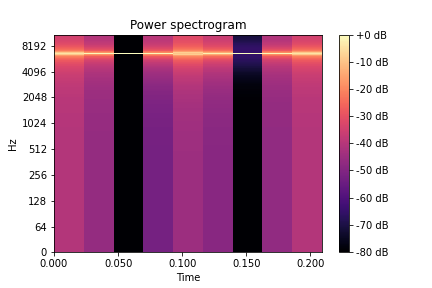 Power spectrogram
Hz
8192
4096
2048
1024
512
256
128
64
0
0.000
0.050
0.100
0.150
0.200
Time
+0 dB
-10 dB
-20 dB
-30 dB
-40 dB
-50 dB
-60 dB
-70 dB
-80 dB